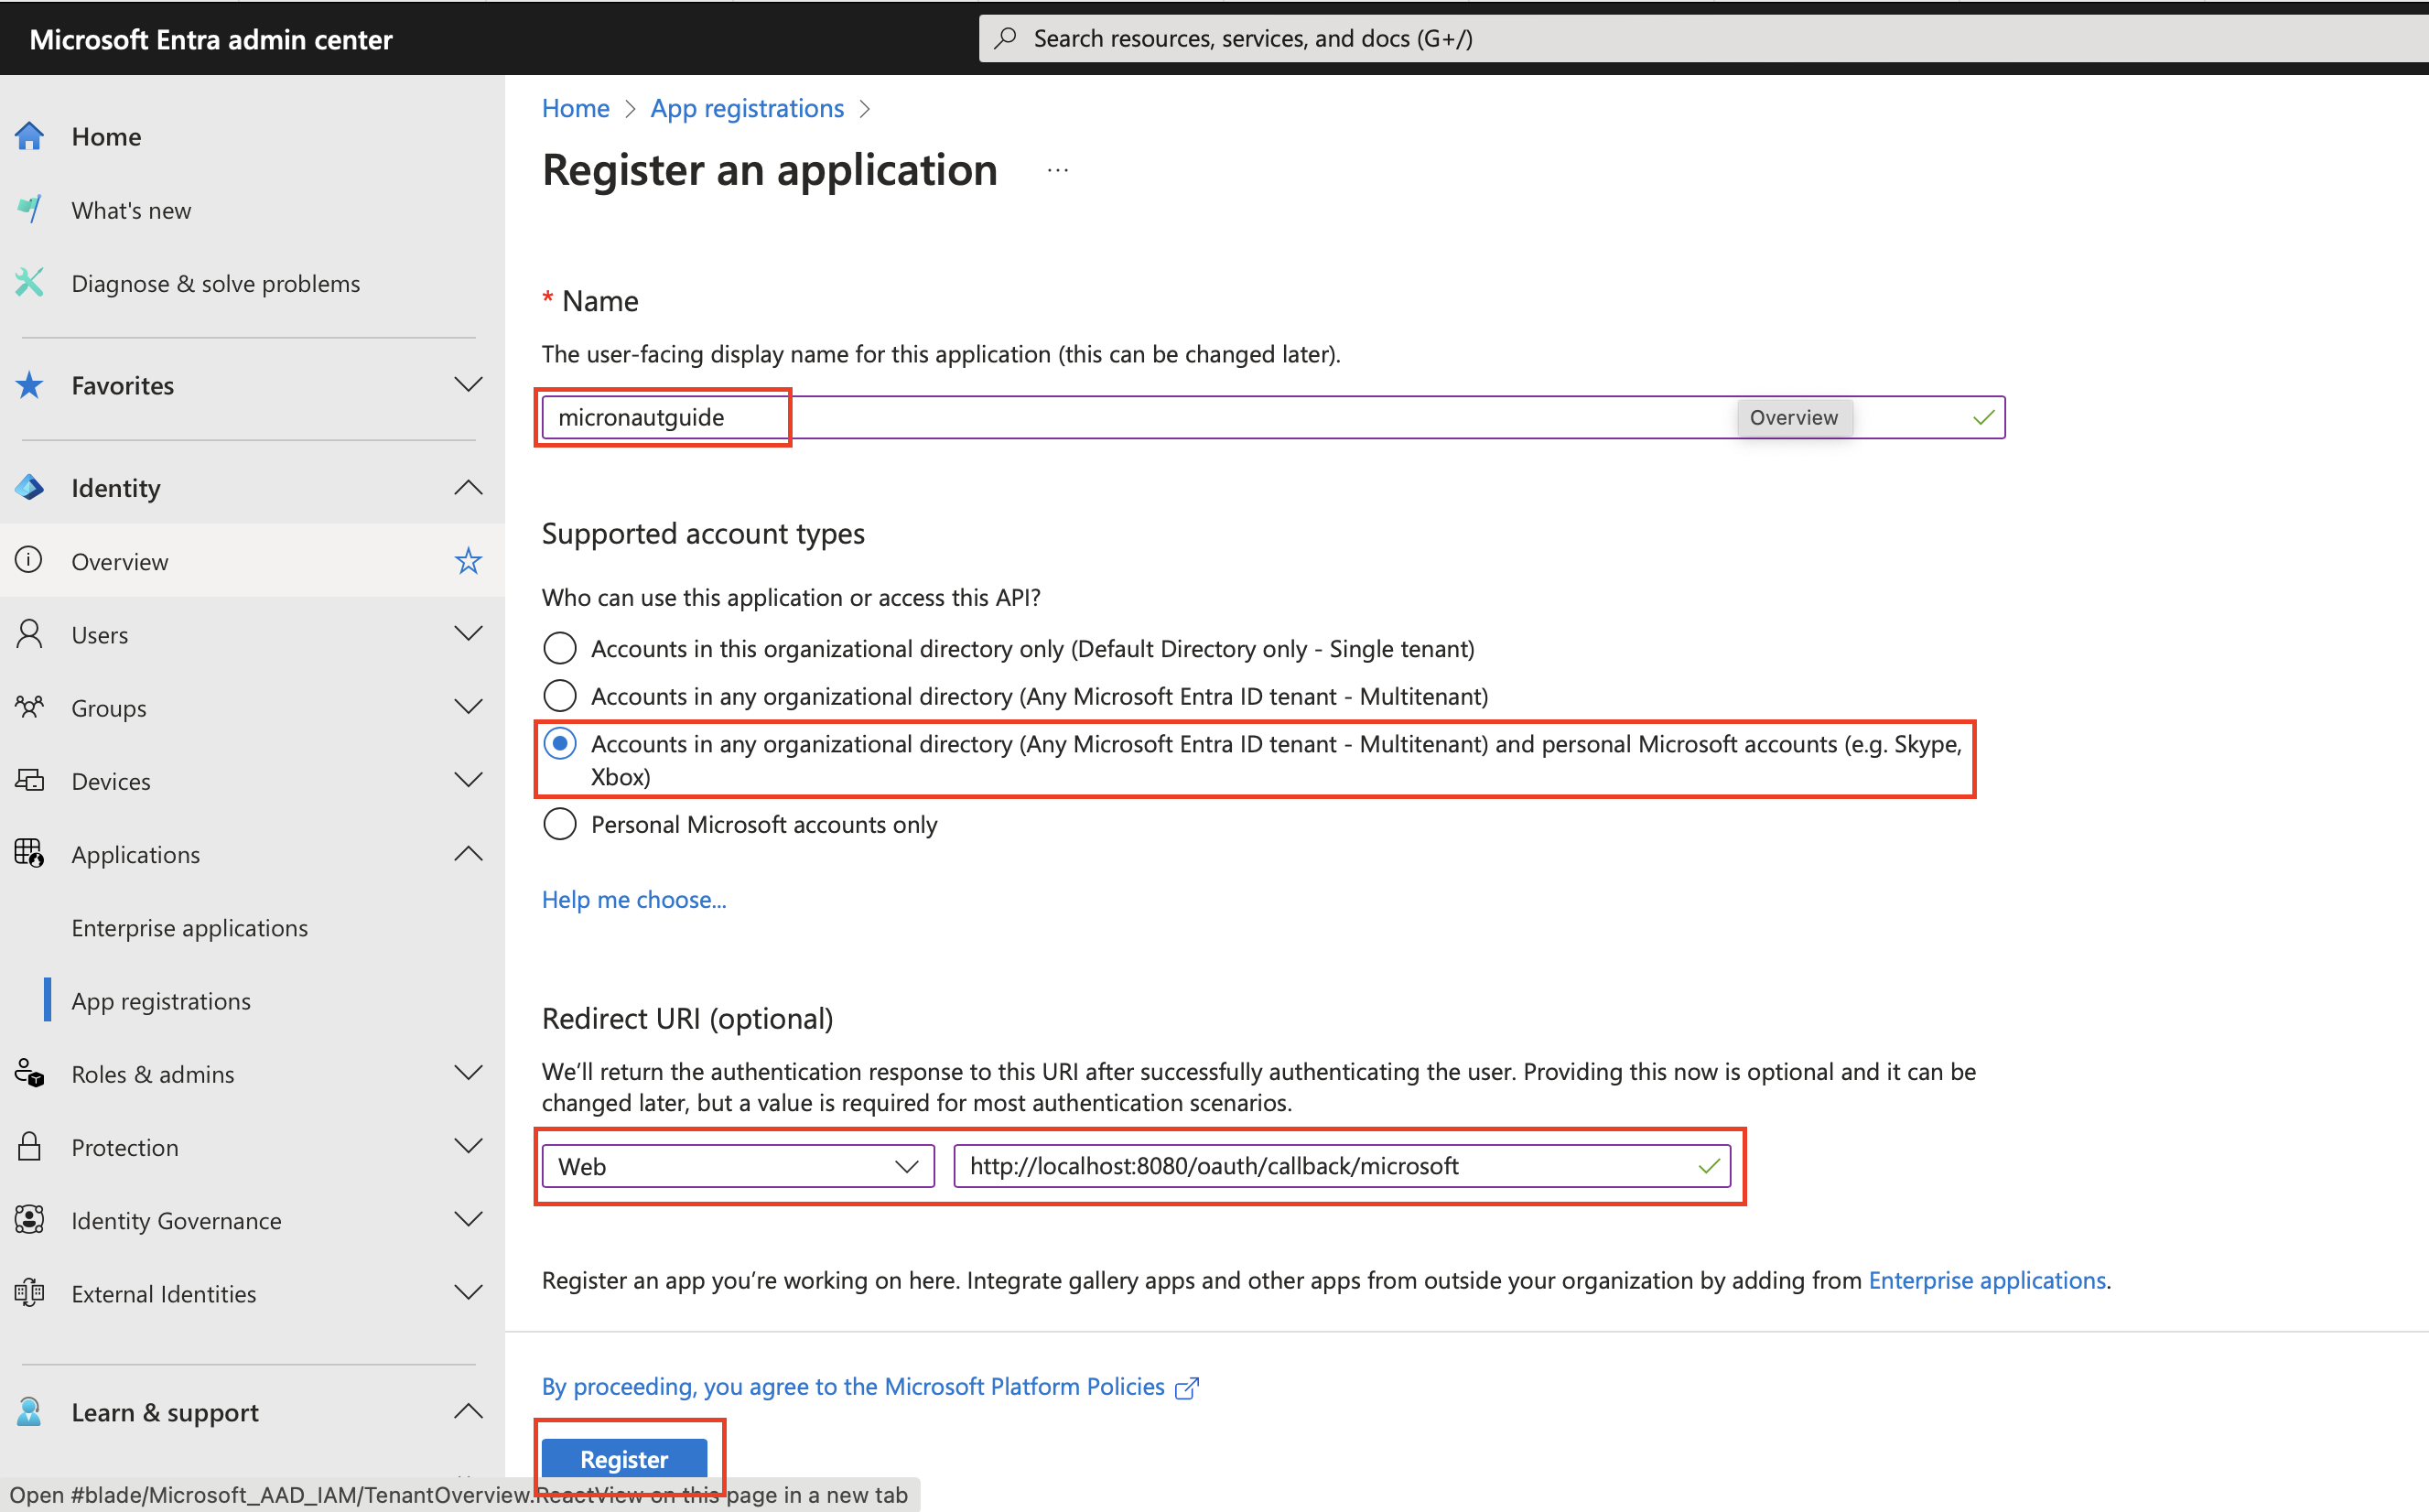 Microsoft Entra admin center
Search resources, services, and docs (G+/)
Home
What's new
Diagnose & solve problems
Favorites
Identity
Overview
Users
Groups
Devices
Applications
Enterprise applications
App registrations
Roles & admins
Protection
Identity Governance
External Identities
Learn & support
Home > App registrations >
Register an application ...
* Name
The user-facing display name for this application (this can be changed later).
micronautguide
Overview
Supported account types
Who can use this application or access this API?
Accounts in this organizational directory only (Default Directory only - Single tenant)
Accounts in any organizational directory (Any Microsoft Entra ID tenant - Multitenant)
Accounts in any organizational directory (Any Microsoft Entra ID tenant - Multitenant) and personal Microsoft accounts (e.g. Skype,
Xbox)
Personal Microsoft accounts only
Help me choose...
Redirect URI (optional)
We’ll return the authentication response to this URI after successfully authenticating the user. Providing this now is optional and it can be
changed later, but a value is required for most authentication scenarios.
Web
http://localhost:8080/oauth/callback/microsoft
Register an app you’re working on here. Integrate gallery apps and other apps from outside your organization by adding from Enterprise applications.
By proceeding, you agree to the Microsoft Platform Policies
Register
Open #blade/Microsoft_AAD_IAM/TenantOverview.ReactView on this page in a new tab